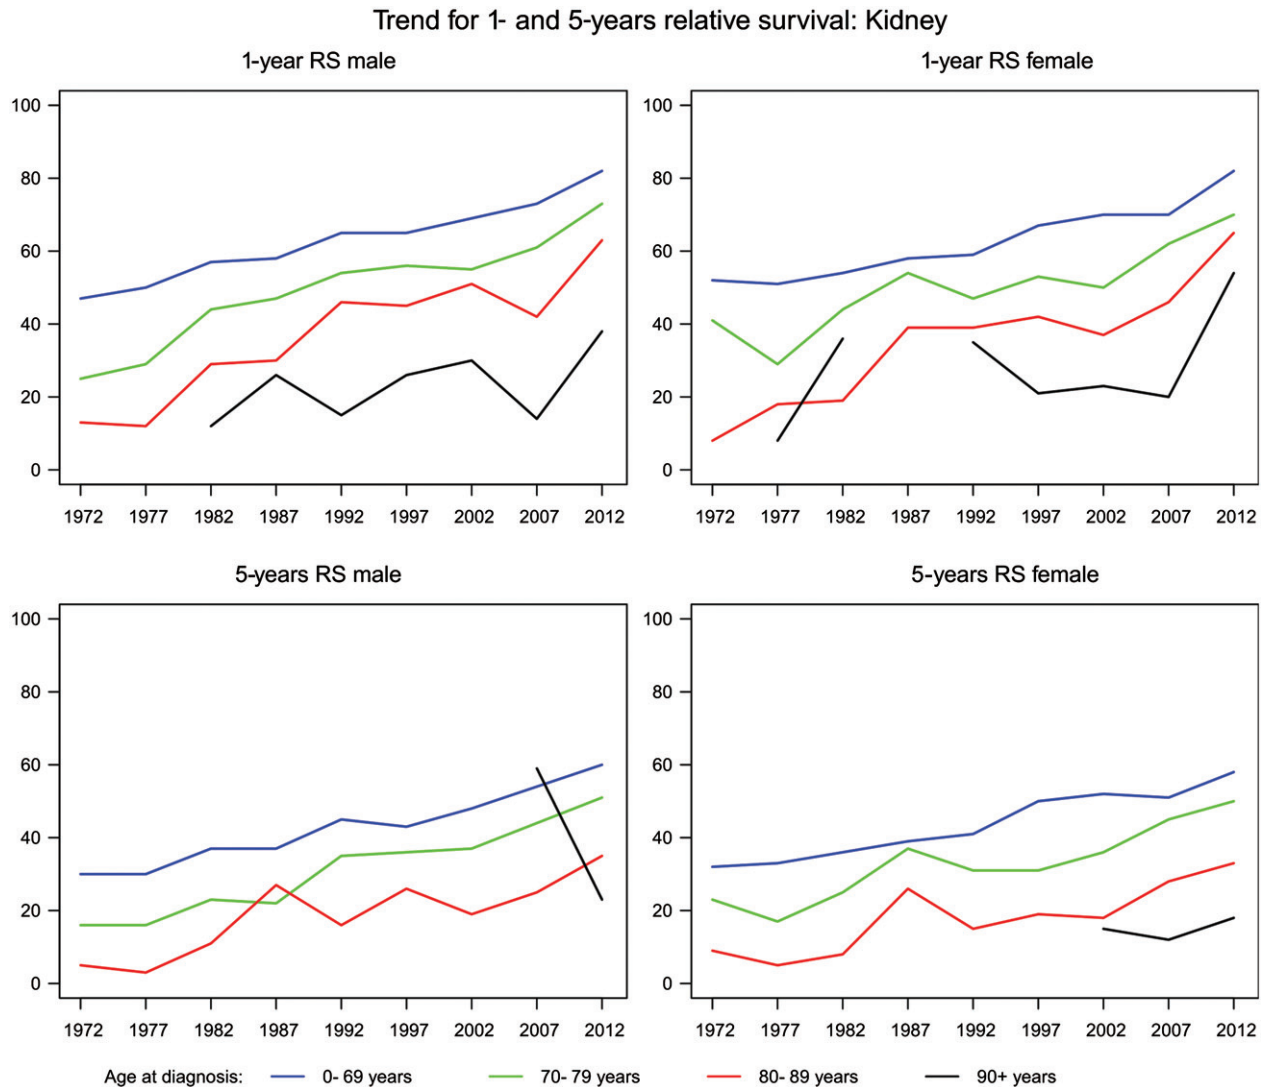 Trend for 1- and 5-years relative survival: Kidney
1-year RS male
100
80
60
40
20
0
1972 1977 1982 1987 1992 1997 2002 2007 2012
1-year RS female
100
80
60
40
20
0
1972 1977 1982 1987 1992 1997 2002 2007 2012
5-years RS male
100
80
60
40
20
0
1972 1977 1982 1987 1992 1997 2002 2007 2012
5-years RS female
100
80
60
40
20
0
1972 1977 1982 1987 1992 1997 2002 2007 2012
Age at diagnosis: 0- 69 years 70- 79 years 80- 89 years 90+ years